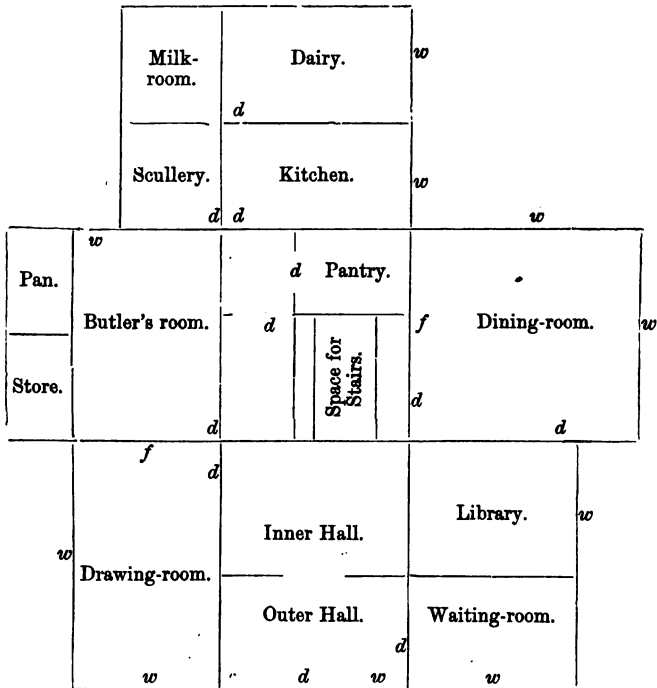 Milk-
room.
Dairy.
w
d
Scullery.
Kitchen.
w
d d
w
w
Pan.
d Pantry.
Butler's room.
d
f
Dining-room.
w
Store.
Space for
Stairs.
d
d
d
f
d
Library.
w
Inner Hall.
w
Drawing-room.
Outer Hall.
Waiting-room.
d
w
d
w
w